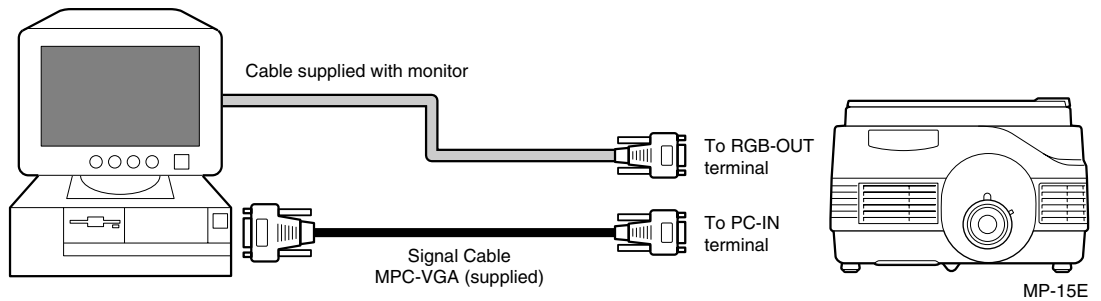 Cable supplied with monitor
To RGB-OUT
terminal
To PC-IN
terminal
Signal Cable
MPC-VGA (supplied)
MP-15E